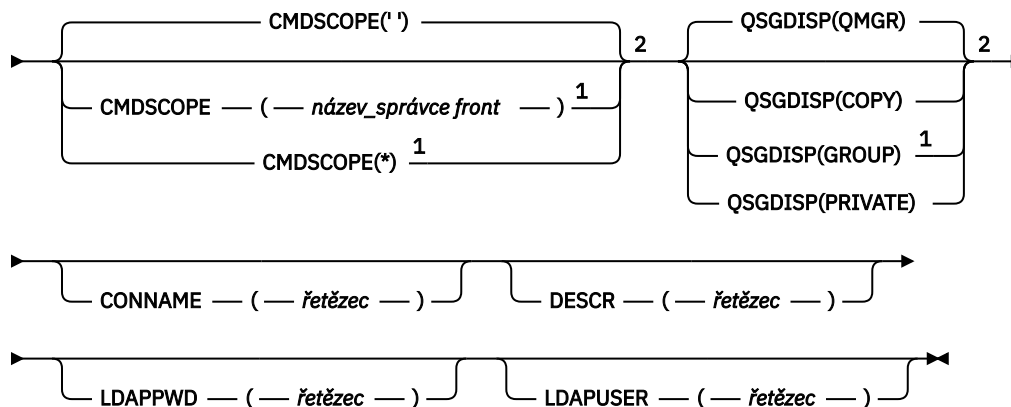 CMDSCOPE(' ')
2
CMDSCOPE ( název_správce front ) 1
CMDSCOPE(*) 1
QSGDISP(QMGR)
2
QSGDISP(COPY)
QSGDISP(GROUP) 1
QSGDISP(PRIVATE)
CONNAME ( řetězec ) DESCR ( řetězec )
LDAPPWD ( řetězec ) LDAPUSER ( řetězec )